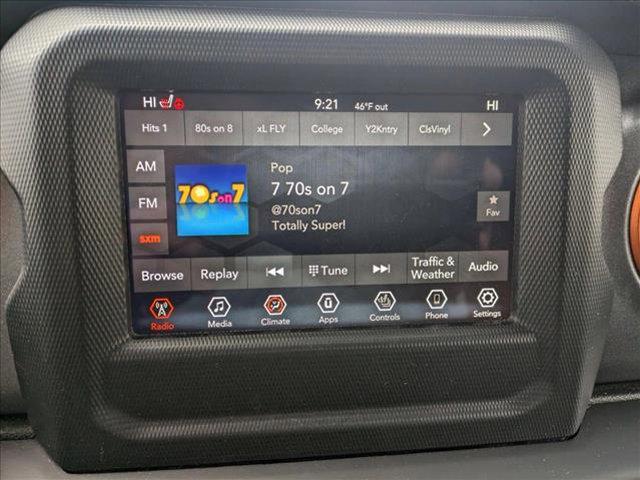 HI 9:21 46°F out HI
Hits 1 80s on 8 xL FLY College Y2Kntry ClsVinyl
AM
FM
sxm
70s on 7
Pop
7 70s on 7
@70son7
Totally Super!
Fav
Browse Replay Tune Traffic & Weather Audio
Radio Media Climate Apps Controls Phone Settings